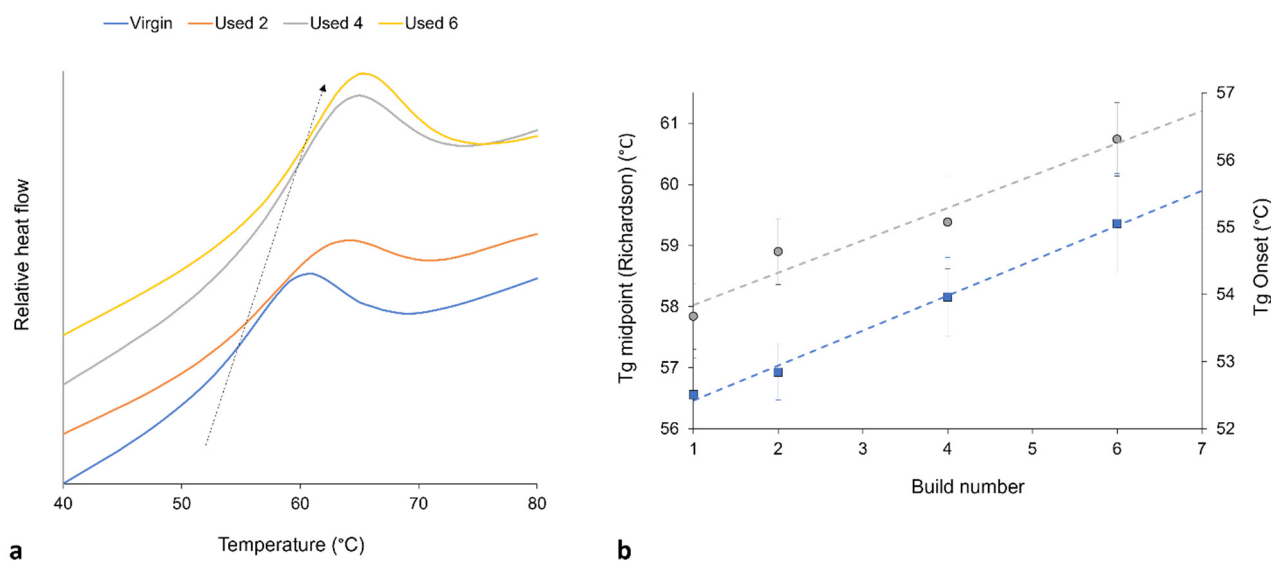 Virgin Used 2 Used 4 Used 6
Relative heat flow
40 50 60 70 80
Temperature (°C)
a
Tg midpoint (Richardson) (°C)
61
60
59
58
57
56
57
56
55
54
53
52
Tg Onset (°C)
1 2 3 4 5 6 7
Build number
b